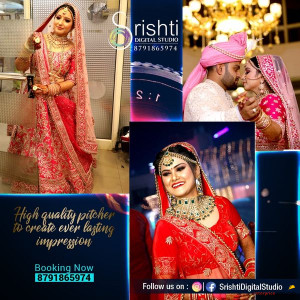 Srishti
DIGITAL STUDIO
8791865974
High quality pitcher
to create ever lasting
impression
Booking Now
8791865974
Follow us on :
SrishtiDigitalStudio